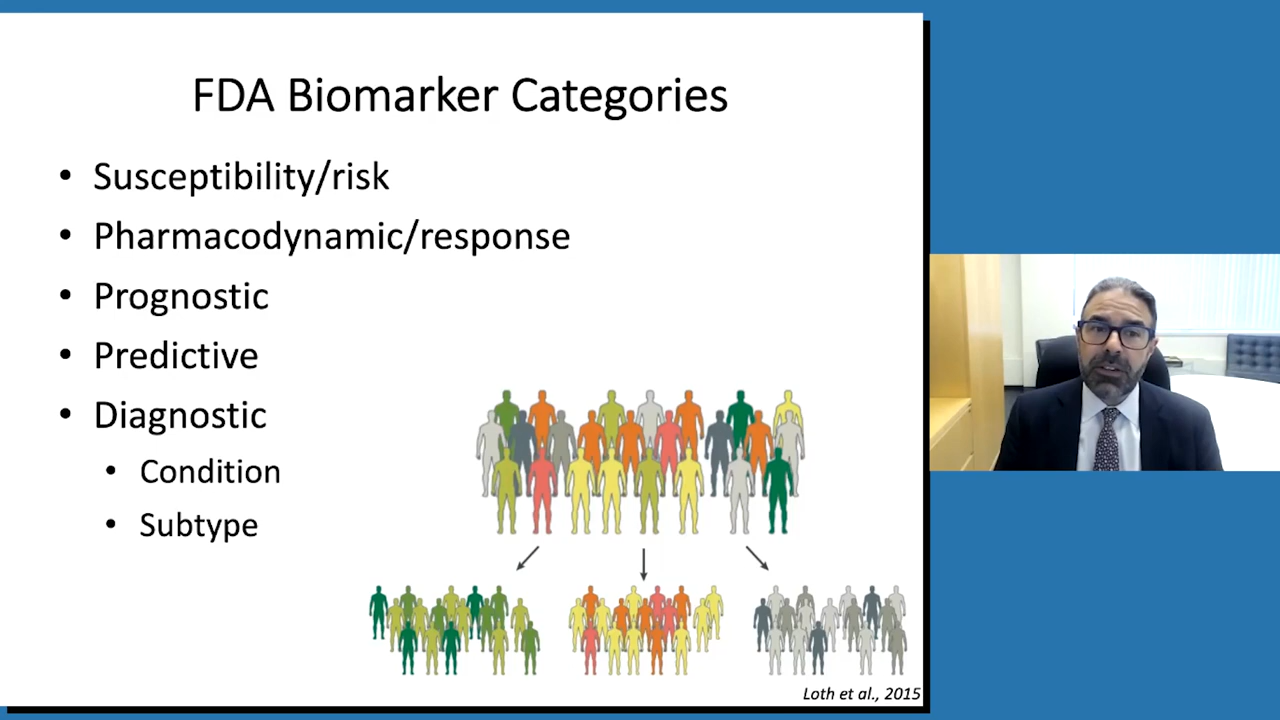 FDA Biomarker Categories
• Susceptibility/risk
• Pharmacodynamic/response
• Prognostic
• Predictive
• Diagnostic
• Condition
• Subtype
Loth et al., 2015